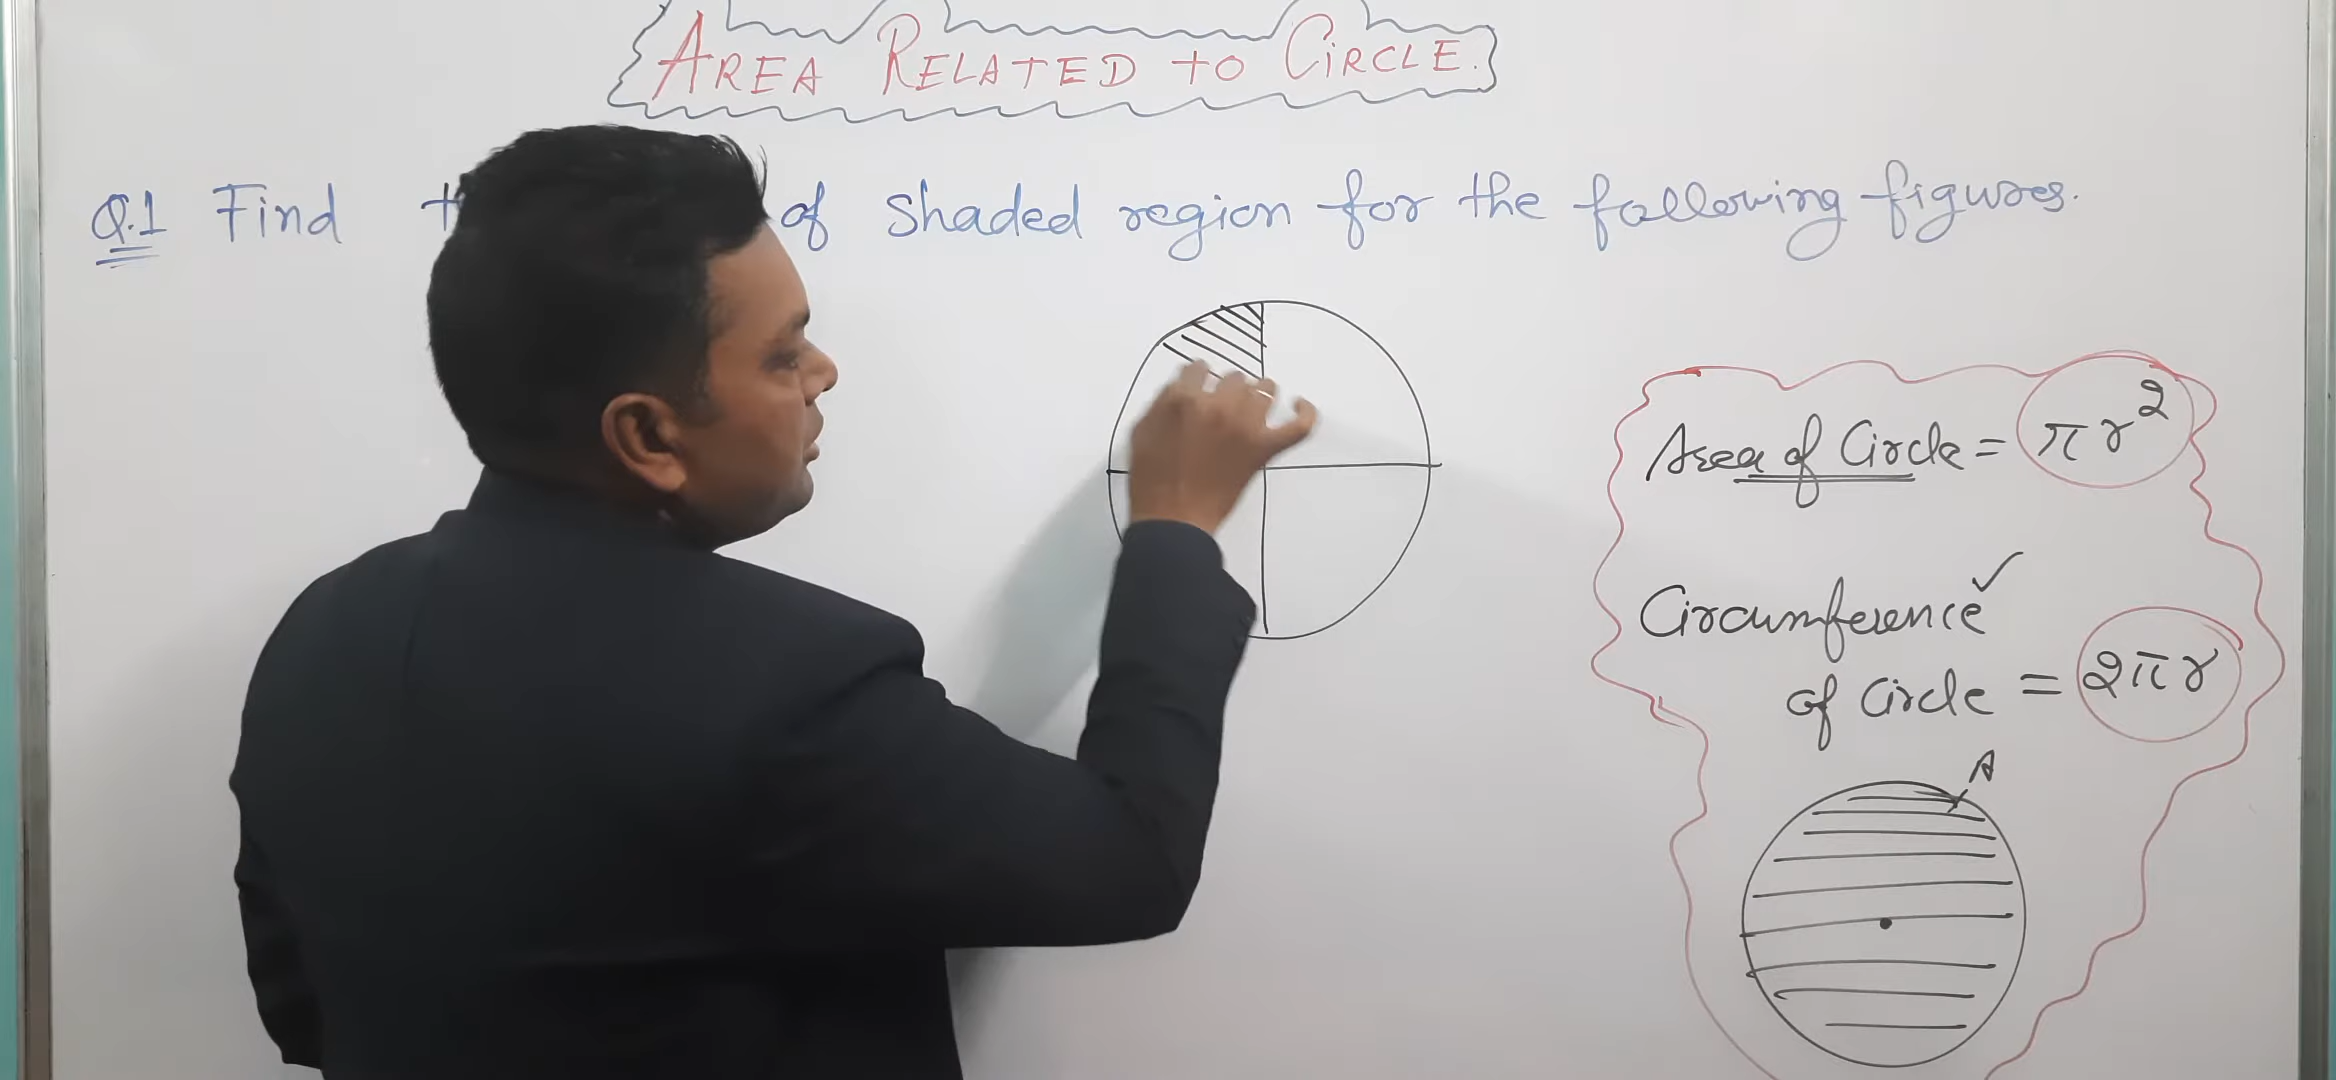 AREA RELATED TO CIRCLE.
Q.1 Find of shaded region for the following figures.
Area of Circle = πr²
Circumference ✓
of circle = 2πr
A